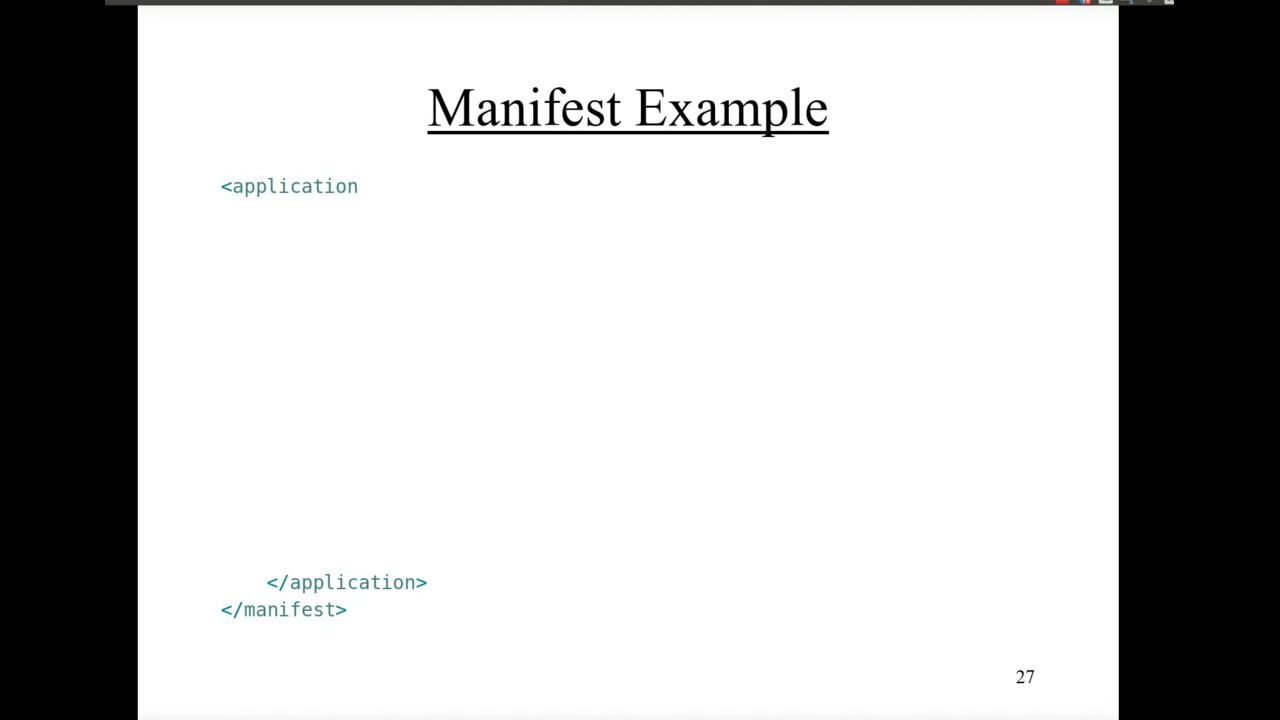 Manifest Example
<application
</application>
</manifest>
27